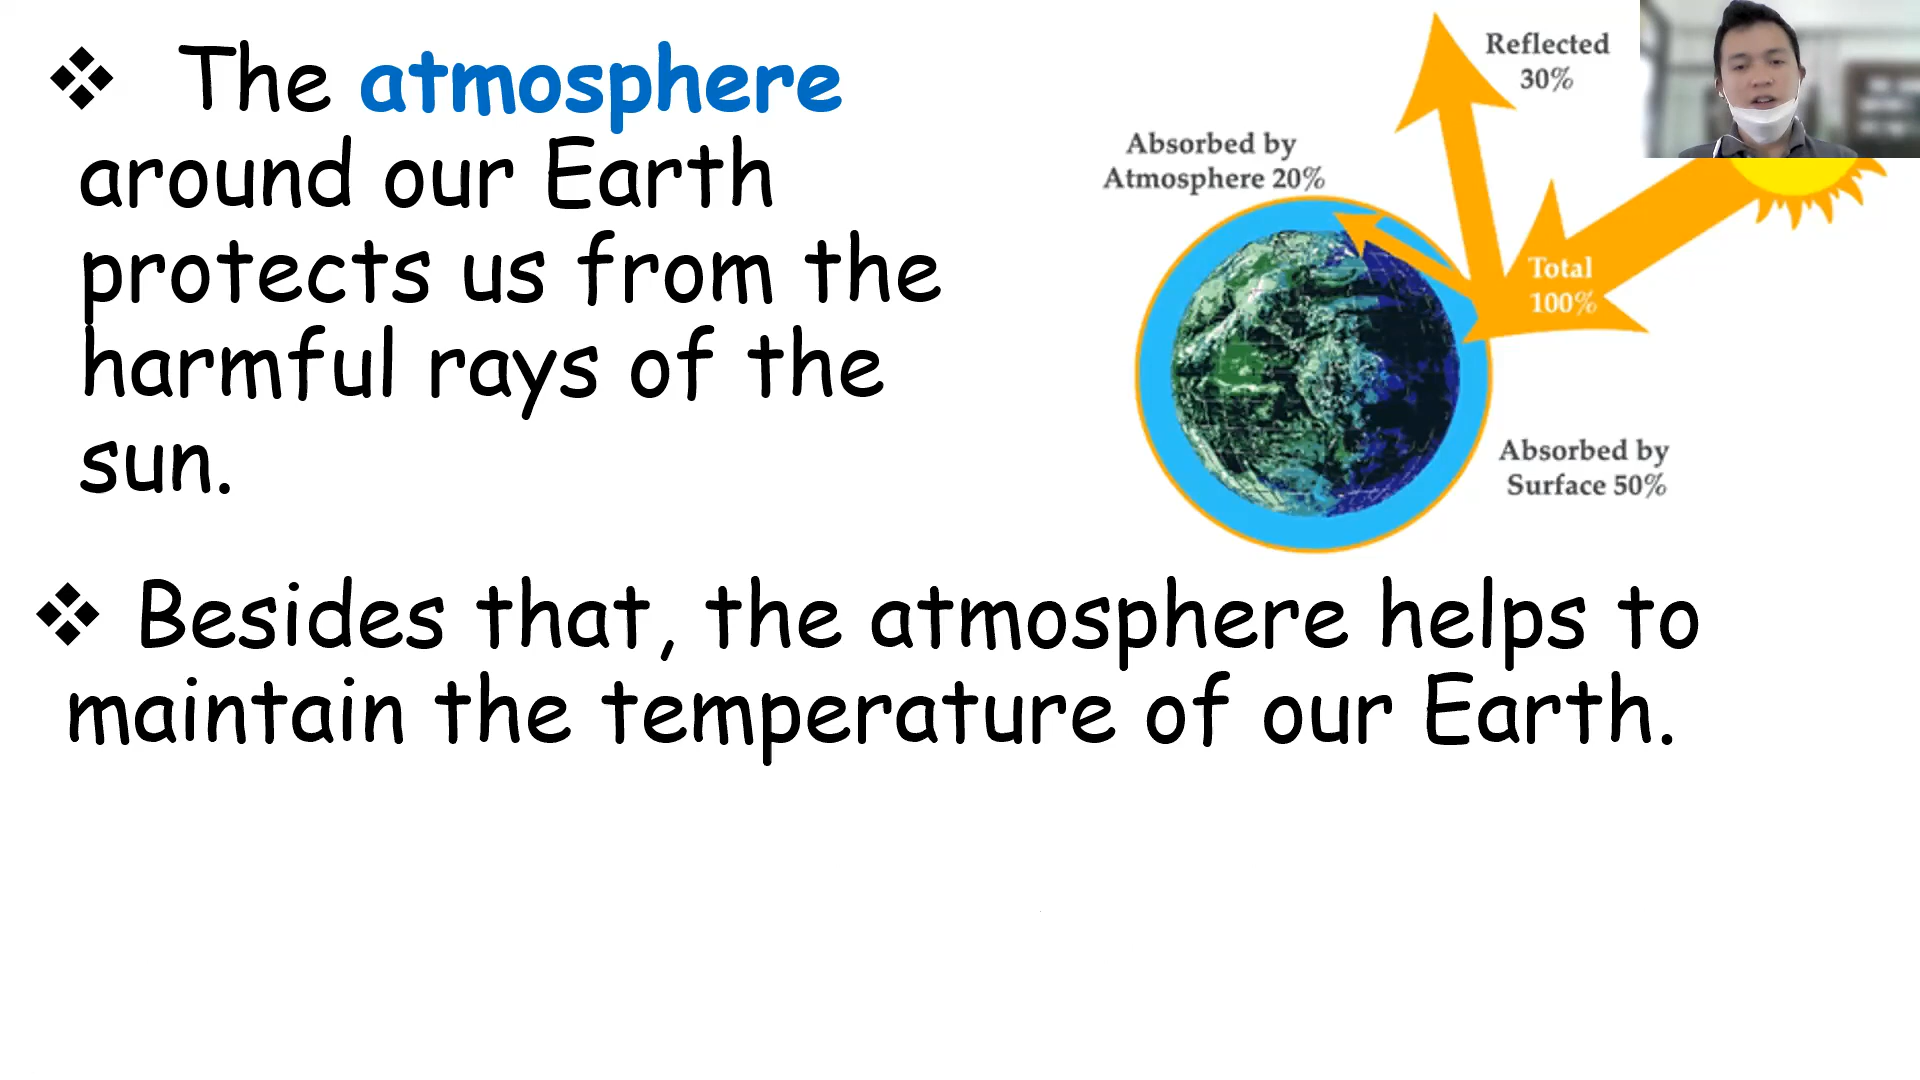 ❖ The atmosphere
around our Earth
protects us from the
harmful rays of the
sun.
Reflected
30%
Absorbed by
Atmosphere 20%
Total
100%
Absorbed by
Surface 50%
❖ Besides that, the atmosphere helps to
maintain the temperature of our Earth.